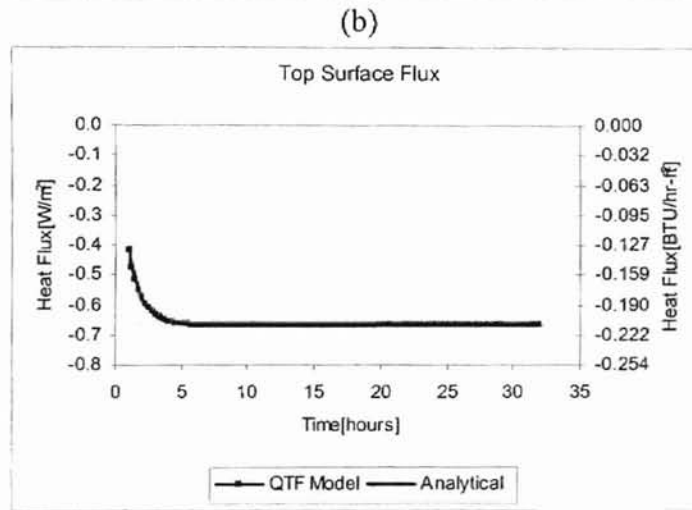 (b)
Top Surface Flux
0.0
-0.1
-0.2
-0.3
-0.4
-0.5
-0.6
-0.7
-0.8
Heat Flux[W/m²]
0.000
-0.032
-0.063
-0.095
-0.127
-0.159
-0.190
-0.222
-0.254
Heat Flux[BTU/hr-ft²]
0 5 10 15 20 25 30 35
Time[hours]
QTF Model Analytical